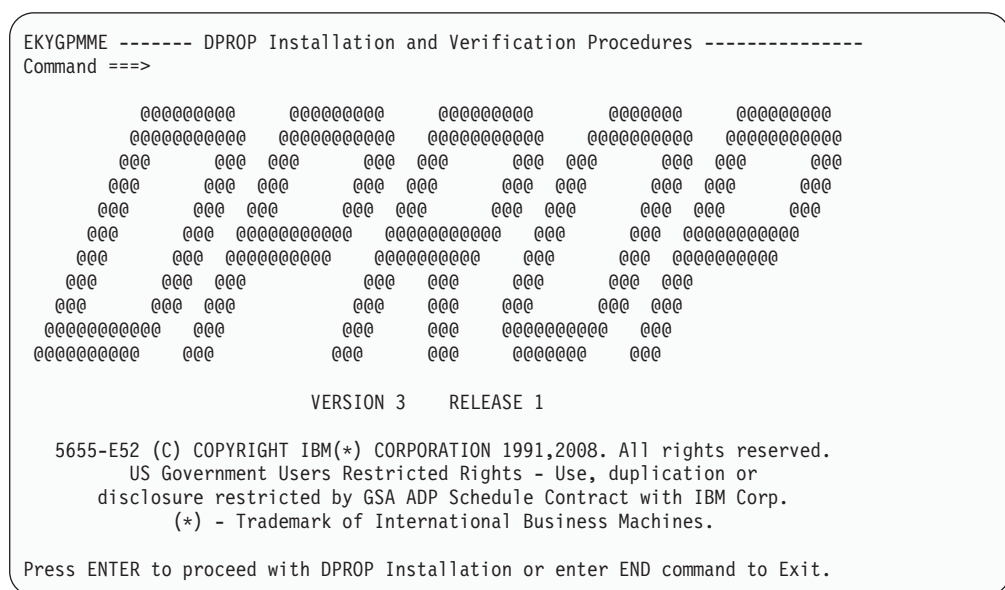 EKYGPMME ------- DPROP Installation and Verification Procedures ---------------
Command ===>
           @@@@@@@@@     @@@@@@@@@     @@@@@@@@@       @@@@@@@     @@@@@@@@@
          @@@@@@@@@@@   @@@@@@@@@@@   @@@@@@@@@@@    @@@@@@@@@@   @@@@@@@@@@@
         @@@      @@@  @@@      @@@  @@@      @@@  @@@      @@@  @@@      @@@
        @@@      @@@  @@@      @@@  @@@       @@@  @@@       @@@  @@@      @@@
       @@@       @@@  @@@      @@@  @@@      @@@  @@@       @@@  @@@       @@@
      @@@       @@@  @@@@@@@@@@@   @@@@@@@@@@@   @@@      @@@  @@@@@@@@@@@
     @@@      @@@  @@@@@@@@@@    @@@@@@@@@@    @@@      @@@  @@@@@@@@@@
    @@@      @@@  @@@           @@@   @@@     @@@      @@@  @@@
   @@@      @@@  @@@           @@@    @@@    @@@      @@@  @@@
  @@@@@@@@@@@   @@@           @@@     @@@    @@@@@@@@@@   @@@
 @@@@@@@@@@    @@@           @@@      @@@     @@@@@@@     @@@
VERSION 3    RELEASE 1
5655-E52 (C) COPYRIGHT IBM(*) CORPORATION 1991,2008. All rights reserved.
US Government Users Restricted Rights - Use, duplication or
disclosure restricted by GSA ADP Schedule Contract with IBM Corp.
(*) - Trademark of International Business Machines.
Press ENTER to proceed with DPROP Installation or enter END command to Exit.